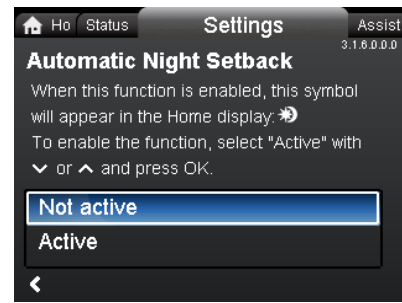 Ho Status Settings Assist
3.1.6.0.0.0
Automatic Night Setback
When this function is enabled, this symbol
will appear in the Home display:
To enable the function, select "Active" with
or and press OK.
Not active
Active